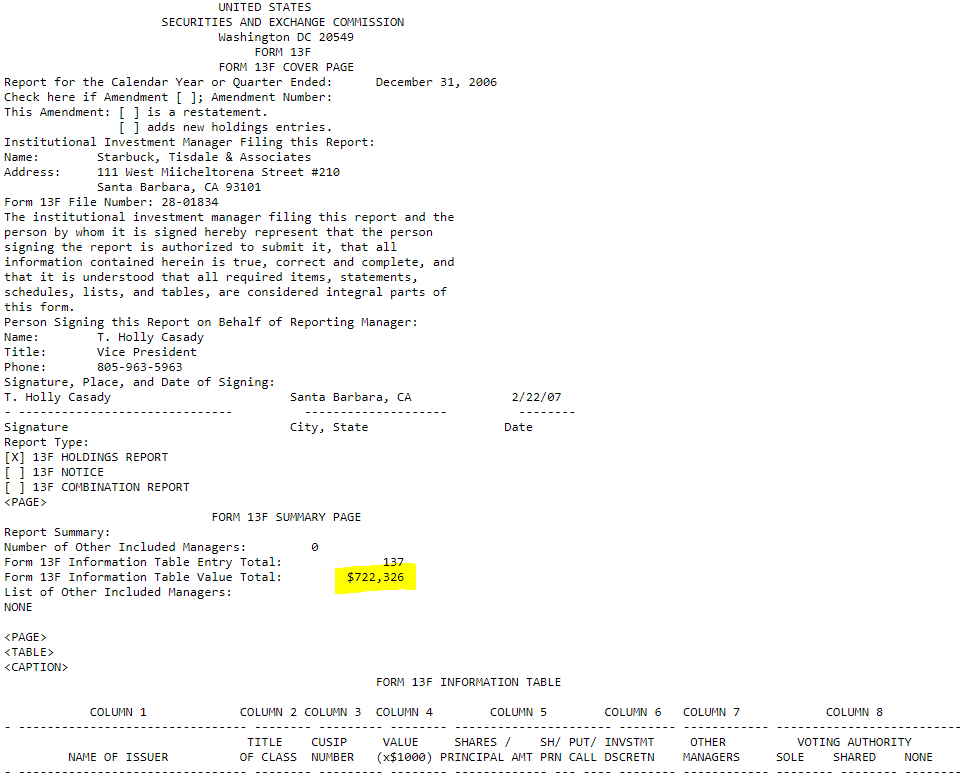 UNITED STATES
SECURITIES AND EXCHANGE COMMISSION
Washington DC 20549
FORM 13F
FORM 13F COVER PAGE
Report for the Calendar Year or Quarter Ended: December 31, 2006
Check here if Amendment [ ]; Amendment Number:
This Amendment: [ ] is a restatement.
[ ] adds new holdings entries.
Institutional Investment Manager Filing this Report:
Name: Starbuck, Tisdale & Associates
Address: 111 West Miicheltorena Street #210
Santa Barbara, CA 93101
Form 13F File Number: 28-01834
The institutional investment manager filing this report and the
person by whom it is signed hereby represent that the person
signing the report is authorized to submit it, that all
information contained herein is true, correct and complete, and
that it is understood that all required items, statements,
schedules, lists, and tables, are considered integral parts of
this form.
Person Signing this Report on Behalf of Reporting Manager:
Name: T. Holly Casady
Title: Vice President
Phone: 805-963-5963
Signature, Place, and Date of Signing:
T. Holly Casady Santa Barbara, CA 2/22/07
- ------------------------------ -------------------- --------
Signature City, State Date
Report Type:
[X] 13F HOLDINGS REPORT
[ ] 13F NOTICE
[ ] 13F COMBINATION REPORT
<PAGE>
FORM 13F SUMMARY PAGE
Report Summary:
Number of Other Included Managers: 0
Form 13F Information Table Entry Total: 137
Form 13F Information Table Value Total: $722,326
List of Other Included Managers:
NONE
<PAGE>
<TABLE>
<CAPTION>
FORM 13F INFORMATION TABLE
COLUMN 1 COLUMN 2 COLUMN 3 COLUMN 4 COLUMN 5 COLUMN 6 COLUMN 7 COLUMN 8
- -------------------------------- -------- --------- -------- -------------------- -------- ------------ --------------------------
TITLE CUSIP VALUE SHARES / SH/ PUT/ INVSTMT OTHER VOTING AUTHORITY
NAME OF ISSUER OF CLASS NUMBER (x$1000) PRINCIPAL AMT PRN CALL DSCRETN MANAGERS SOLE SHARED NONE
- -------------------------------- -------- --------- -------- ------------- --- ---- ------- ------------ -------- -------- --------